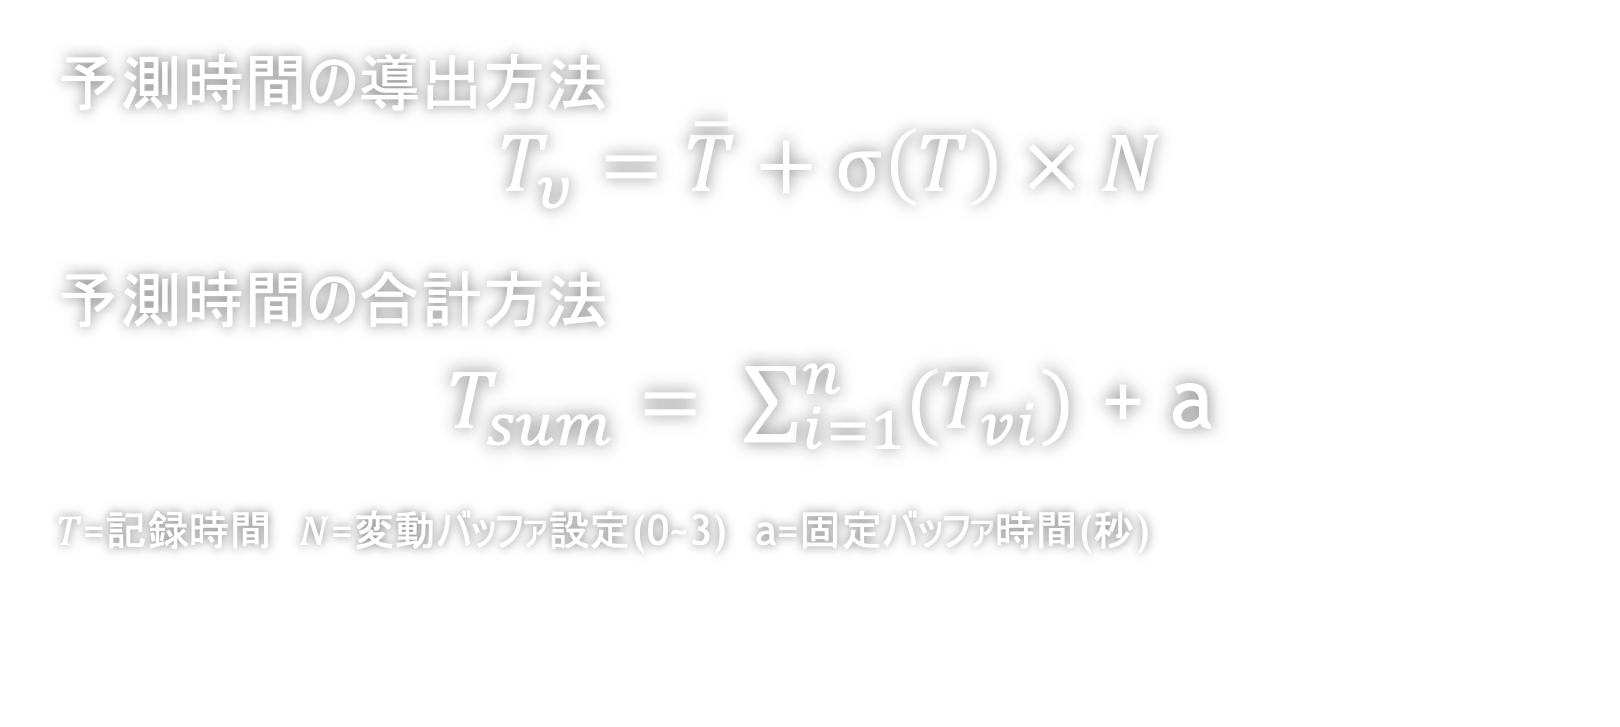 予測時間の導出方法
T_v = T̄ + σ(T) × N
予測時間の合計方法
T_sum = ∑_{i=1}^{n}(T_{vi}) + a
T=記録時間 N=変動バッファ設定(0~3) a=固定バッファ時間(秒)